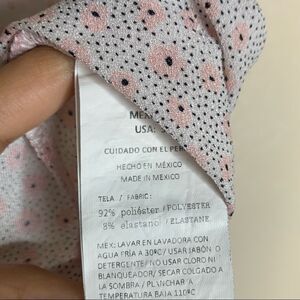 USA:
CUIDADO CON EL
HECHO EN MÉXICO
MADE IN MEXICO
TELA / FABRIC:
92% poliéster / POLYESTER
8% elastano / ELASTANE
MEX: LAVAR EN LAVADORA CON
AGUA FRÍA A 30ºC/ USAR JABÓN O
DETERGENTE/ NO USAR CLORO NI
BLANQUEADOR/ SECAR COLGADO A
LA SOMBRA/ PLANCHAR A
TEMPERATURA BAJA 110ºC